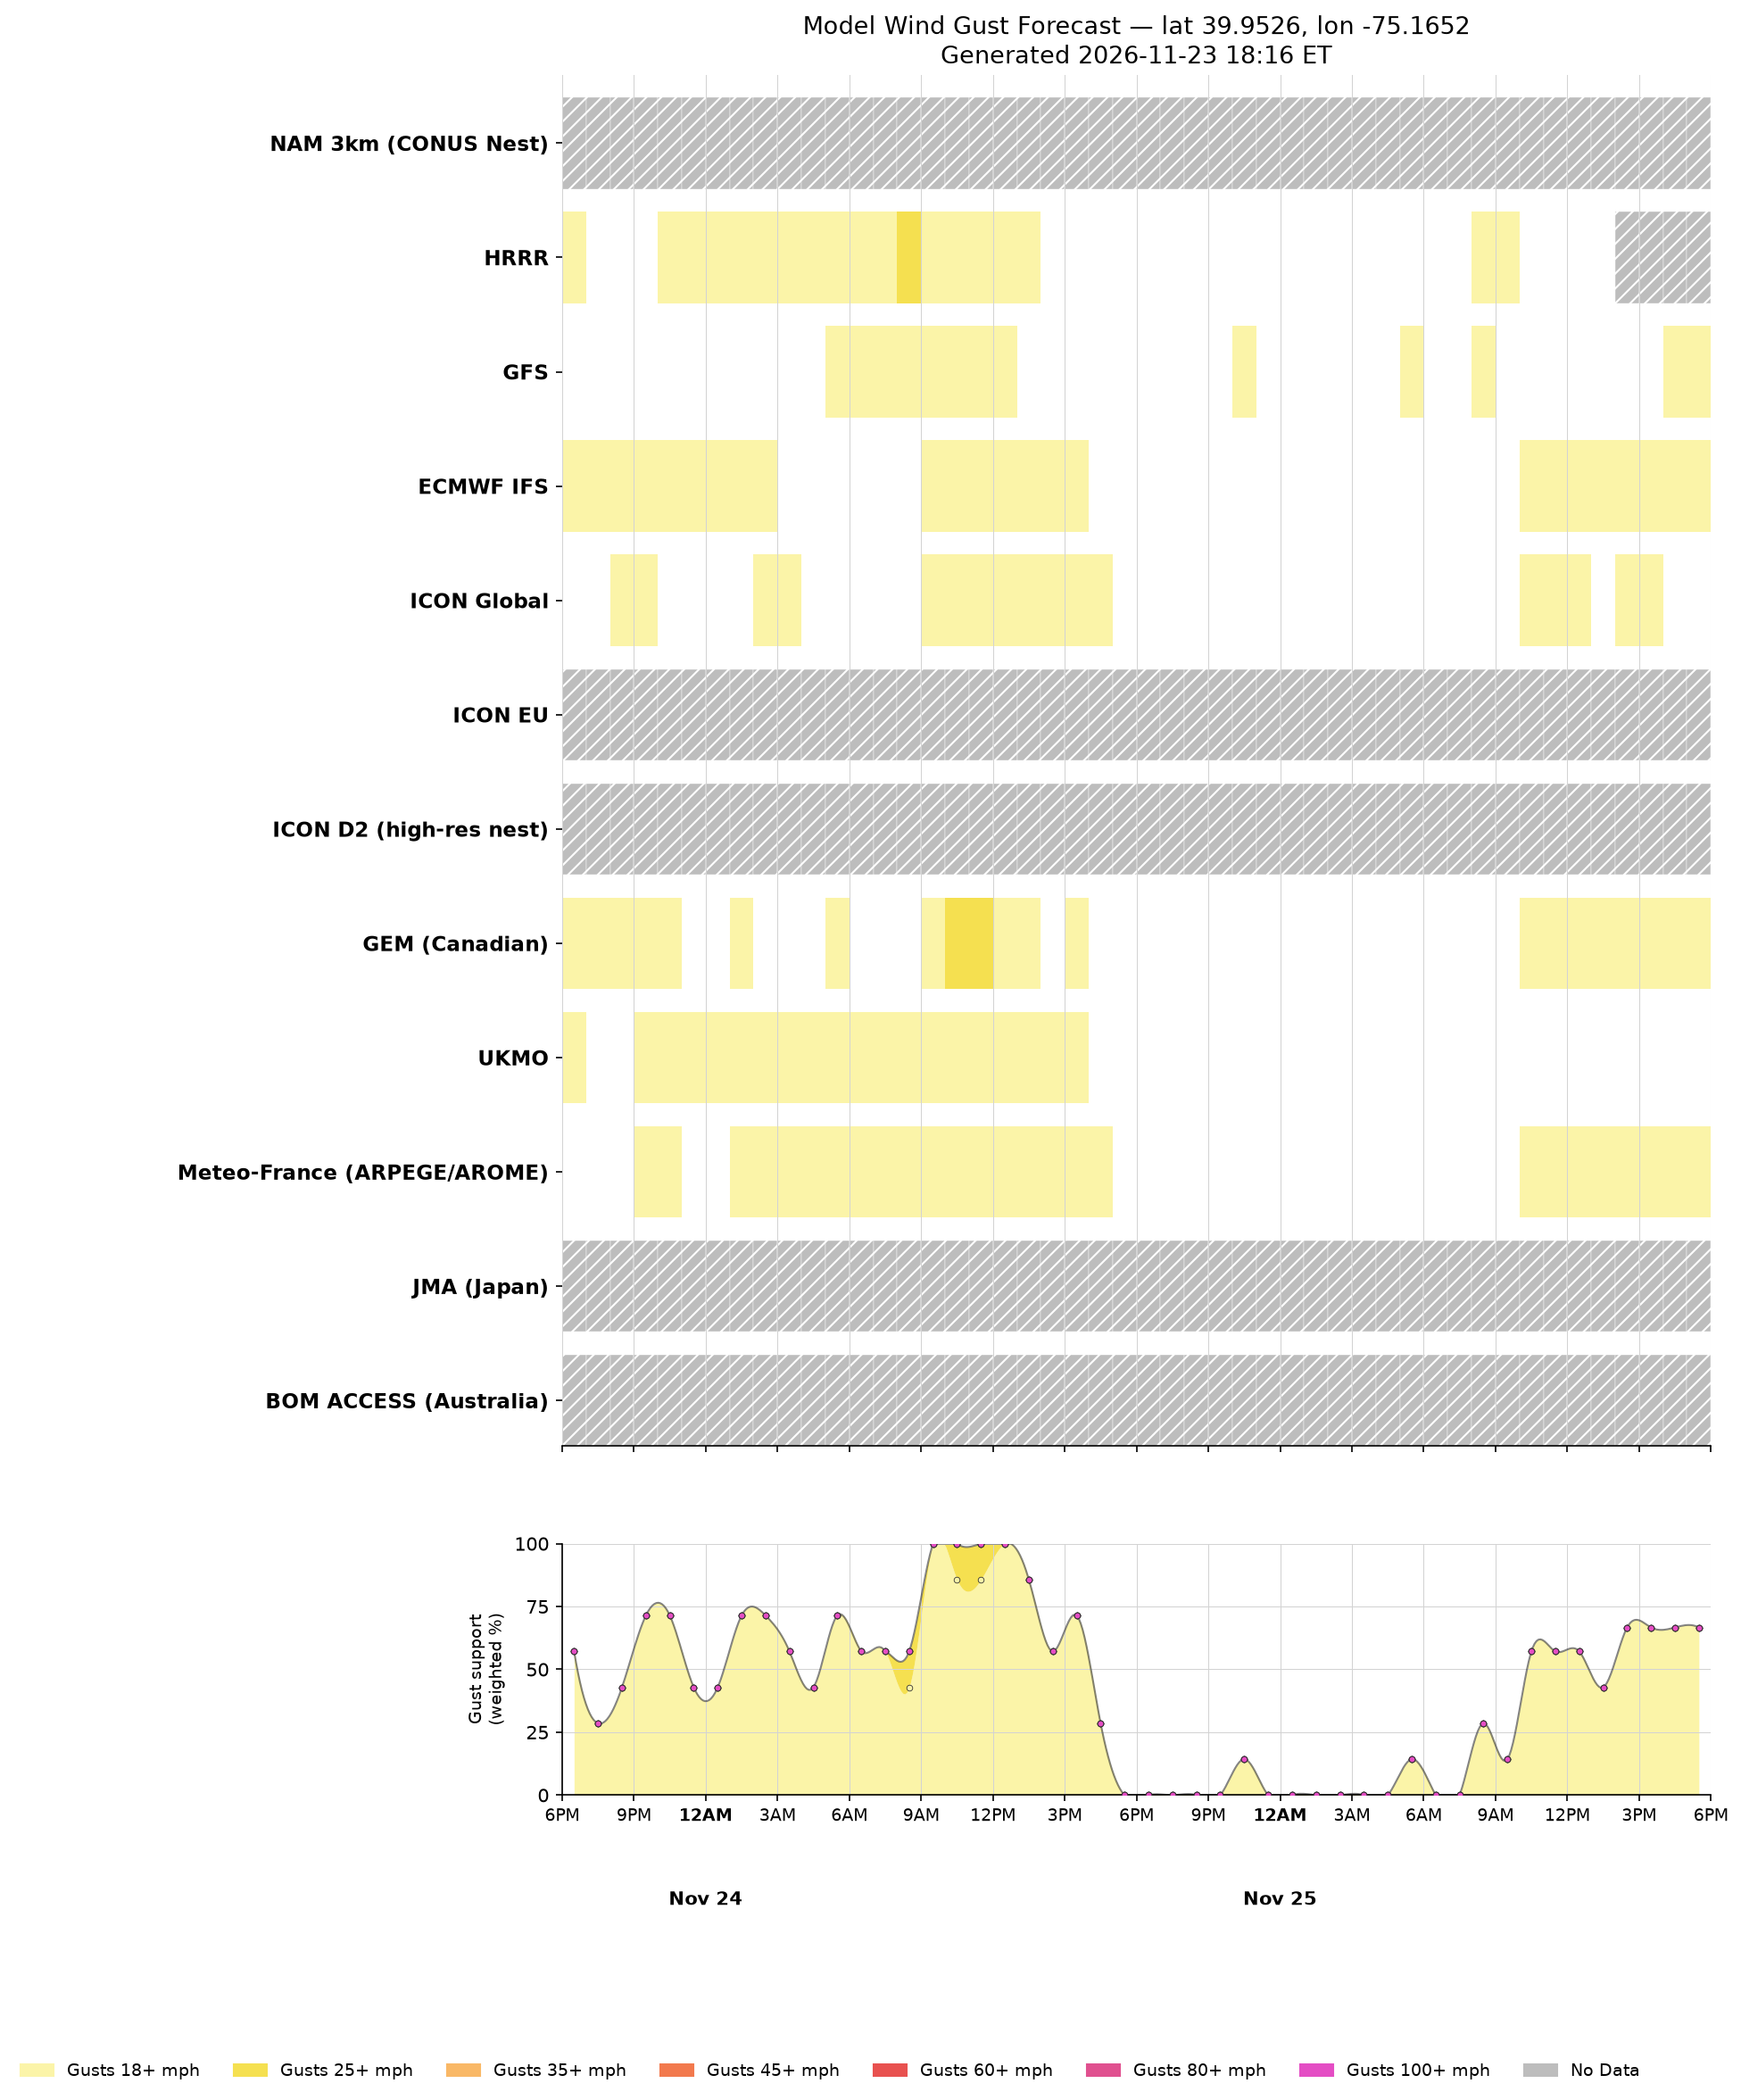 Model Wind Gust Forecast — lat 39.9526, lon -75.1652
Generated 2026-11-23 18:16 ET
NAM 3km (CONUS Nest)
HRRR
GFS
ECMWF IFS
ICON Global
ICON EU
ICON D2 (high-res nest)
GEM (Canadian)
UKMO
Meteo-France (ARPEGE/AROME)
JMA (Japan)
BOM ACCESS (Australia)
Gust support
(weighted %)
100
75
50
25
0
6PM 9PM 12AM 3AM 6AM 9AM 12PM 3PM 6PM 9PM 12AM 3AM 6AM 9AM 12PM 3PM 6PM
Nov 24 Nov 25
Gusts 18+ mph Gusts 25+ mph Gusts 35+ mph Gusts 45+ mph Gusts 60+ mph Gusts 80+ mph Gusts 100+ mph No Data